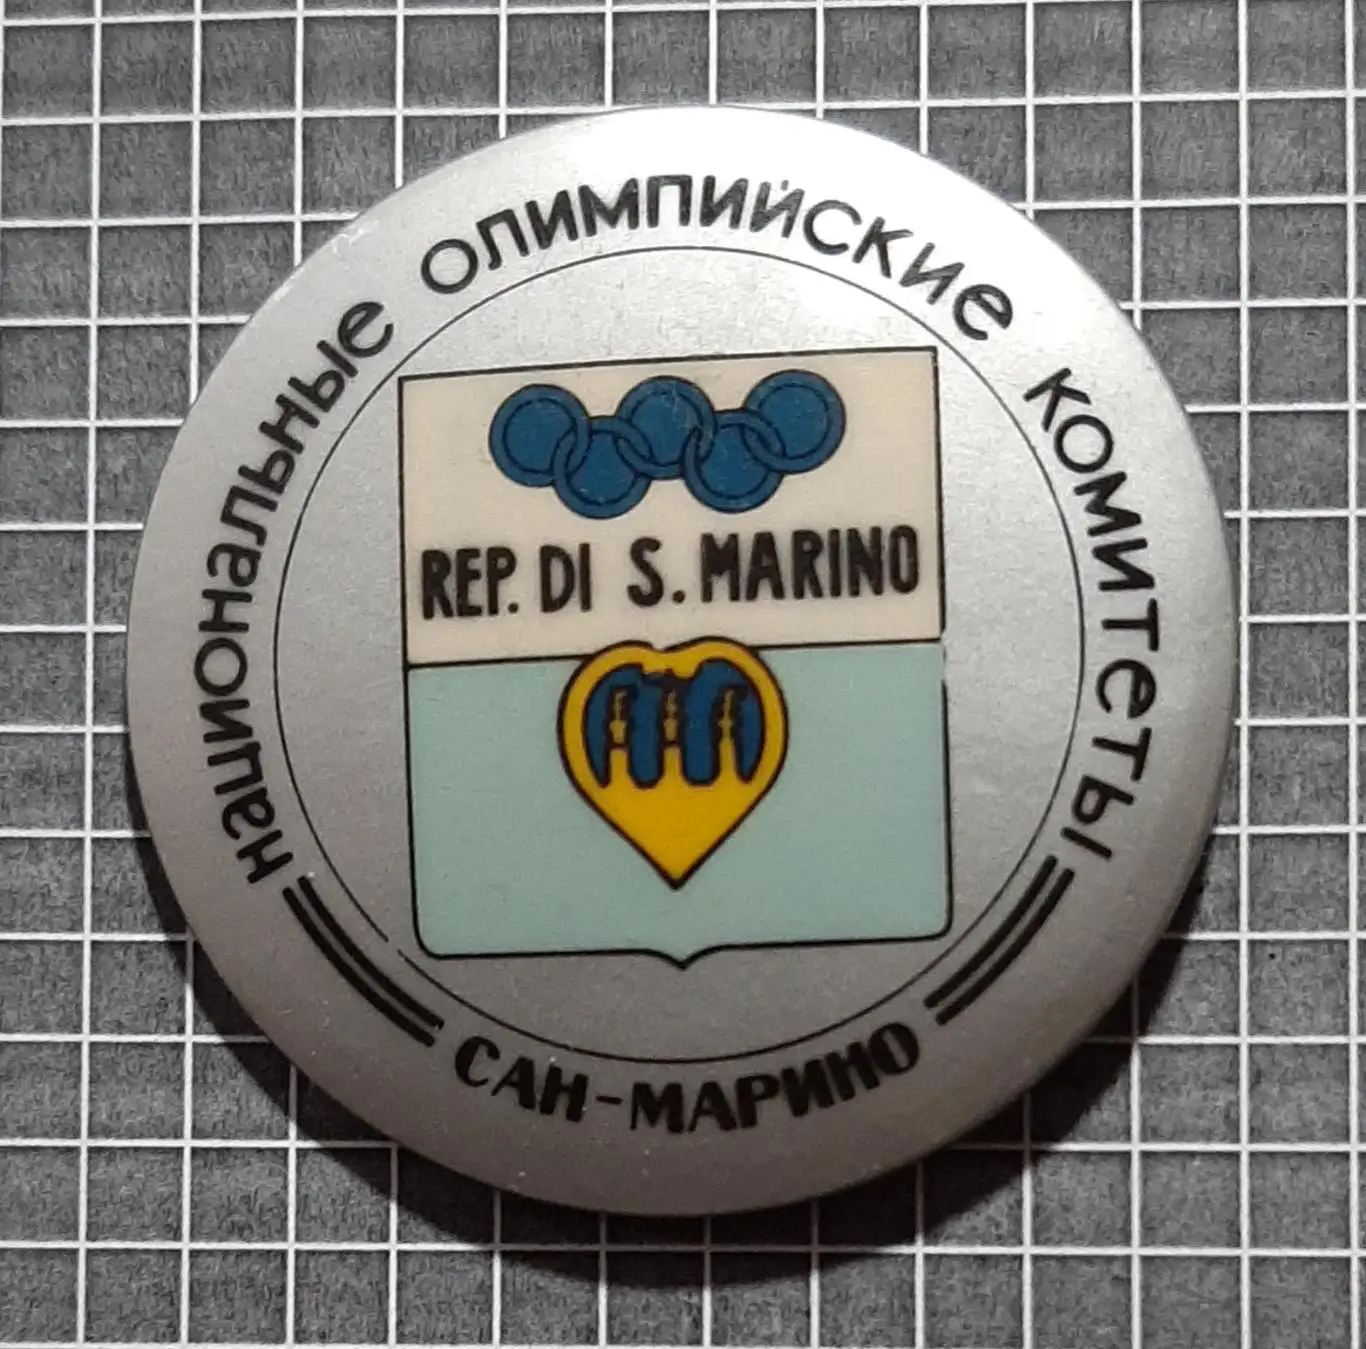 национальные олимпийские комитеты
REP. DI S. MARINO
САН-МАРИНО